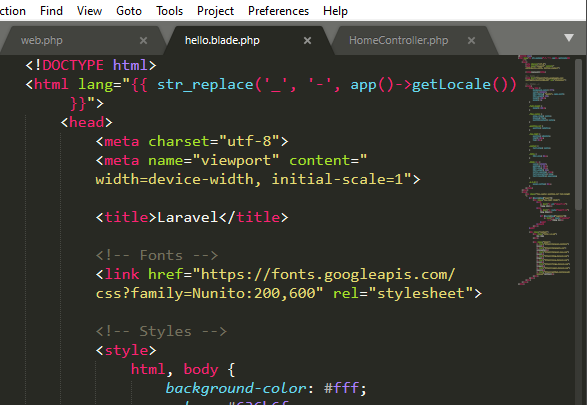 ction Find View Goto Tools Project Preferences Help
web.php × hello.blade.php × HomeController.php ×
<!DOCTYPE html>
<html lang="{{ str_replace('_', '-', app()->getLocale())
}}">
<head>
<meta charset="utf-8">
<meta name="viewport" content="
width=device-width, initial-scale=1">
<title>Laravel</title>
<!-- Fonts -->
<link href="https://fonts.googleapis.com/
css?family=Nunito:200,600" rel="stylesheet">
<!-- Styles -->
<style>
html, body {
background-color: #fff;